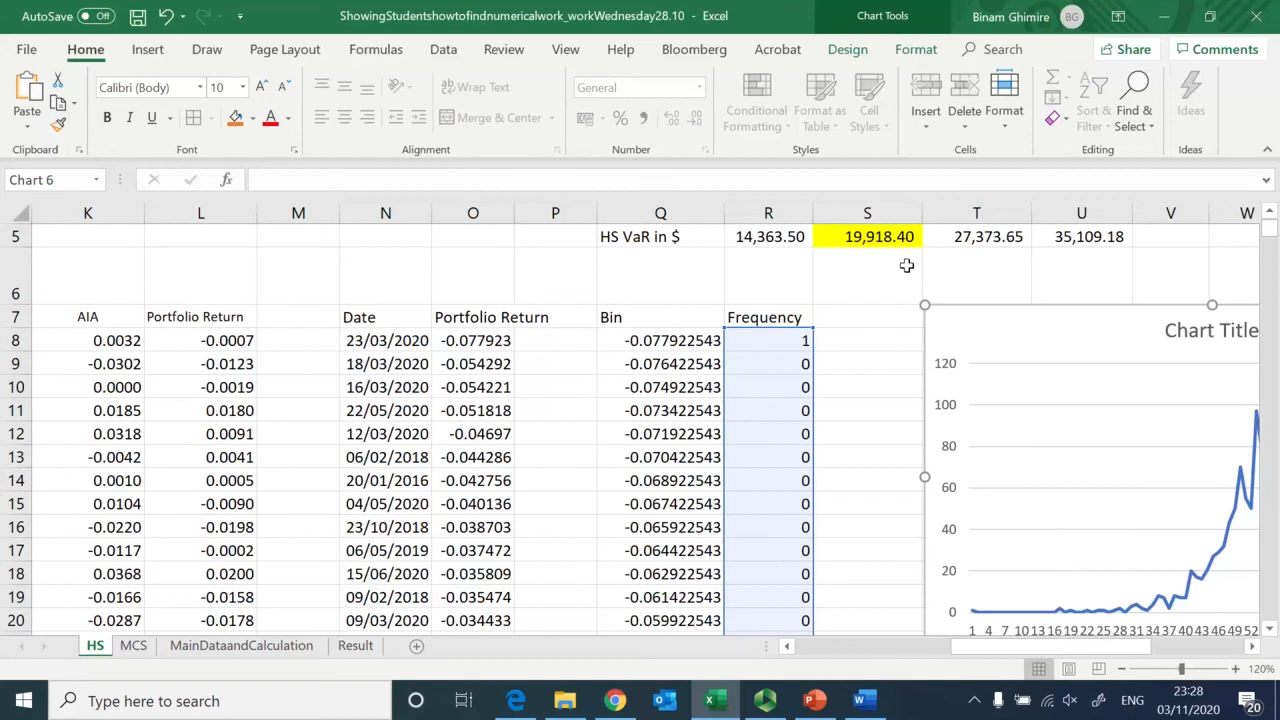 AutoSave Off ShowingStudentshowtofindnumericalwork_workWednesday28.10 - Excel Chart Tools Binam Ghimire BG
File Home Insert Draw Page Layout Formulas Data Review View Help Bloomberg Acrobat Design Format Search Share Comments
Calibri (Body) 10 A A Wrap Text General Σ
Paste B I U A Merge & Center % Conditional Format as Cell Insert Delete Format Sort & Find & Ideas
Formatting Table Styles Filter Select
Clipboard Font Alignment Number Styles Cells Editing Ideas
Chart 6 fx
K L M N O P Q R S T U V W
5 HS VaR in $ 14,363.50 19,918.40 27,373.65 35,109.18
6
7 AIA Portfolio Return Date Portfolio Return Bin Frequency
Chart Title
8 0.0032 -0.0007 23/03/2020 -0.077923 -0.077922543 1
9 -0.0302 -0.0123 18/03/2020 -0.054292 -0.076422543 0
10 0.0000 -0.0019 16/03/2020 -0.054221 -0.074922543 0
11 0.0185 0.0180 22/05/2020 -0.051818 -0.073422543 0
12 0.0318 0.0091 12/03/2020 -0.04697 -0.071922543 0
13 -0.0042 0.0041 06/02/2018 -0.044286 -0.070422543 0
14 0.0010 0.0005 20/01/2016 -0.042756 -0.068922543 0
15 0.0104 -0.0090 04/05/2020 -0.040136 -0.067422543 0
16 -0.0220 -0.0198 23/10/2018 -0.038703 -0.065922543 0
17 -0.0117 -0.0002 06/05/2019 -0.037472 -0.064422543 0
18 0.0368 0.0200 15/06/2020 -0.035809 -0.062922543 0
19 -0.0166 -0.0158 09/02/2018 -0.035474 -0.061422543 0
20 -0.0287 -0.0178 09/03/2020 -0.034433 -0.059922543 0
120
100
80
60
40
20
0
1 4 7 10 13 16 19 22 25 28 31 34 37 40 43 46 49 52
HS MCS MainDataandCalculation Result
120%
Type here to search ENG 23:28
03/11/2020 20